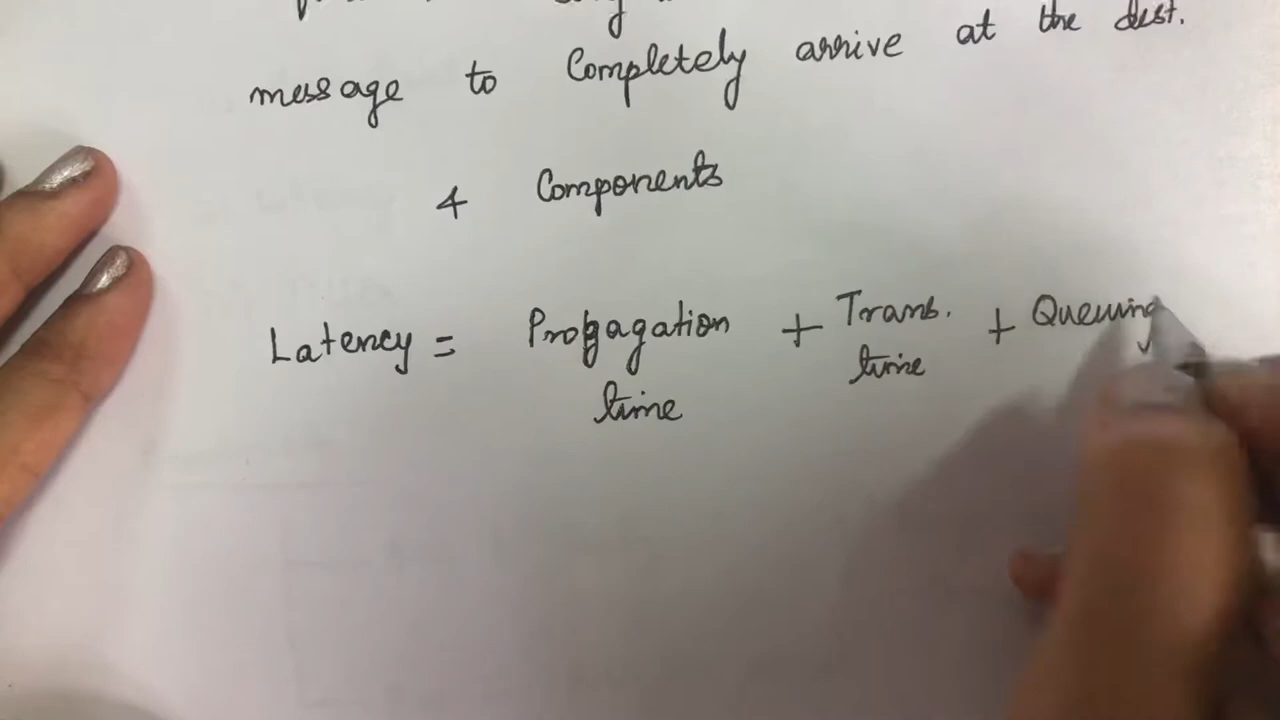 message to Completely arrive at the dest.
4 Components
Latency = Propagation + Trans. + Queuing
time time